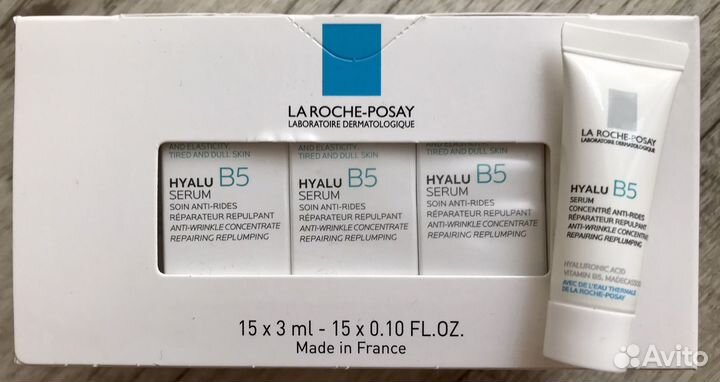 LA ROCHE-POSAY
LABORATOIRE DERMATOLOGIQUE
AND ELASTICITY,
TIRED AND DULL SKIN
HYALU B5
SERUM
SOIN ANTI-RIDES
RÉPARATEUR REPULPANT
ANTI-WRINKLE CONCENTRATE
REPAIRING REPLUMPING
AND ELASTICITY,
TIRED AND DULL SKIN
HYALU B5
SERUM
SOIN ANTI-RIDES
RÉPARATEUR REPULPANT
ANTI-WRINKLE CONCENTRATE
REPAIRING REPLUMPING
AND ELASTICITY,
TIRED AND DULL SKIN
HYALU B5
SERUM
SOIN ANTI-RIDES
RÉPARATEUR REPULPANT
ANTI-WRINKLE CONCENTRATE
REPAIRING REPLUMPING
15 x 3 ml - 15 x 0.10 FL.OZ.
Made in France
LA ROCHE-POSAY
LABORATOIRE DERMATOLOGIQUE
HYALU B5
SERUM
CONCENTRÉ ANTI-RIDES
RÉPARATEUR REPULPANT
ANTI-WRINKLE CONCENTRATE
REPAIRING REPLUMPING
HYALURONIC ACID
VITAMIN B5, MADECASSOS
AVEC DE L'EAU THERMALE
DE LA ROCHE-POSAY
Avito